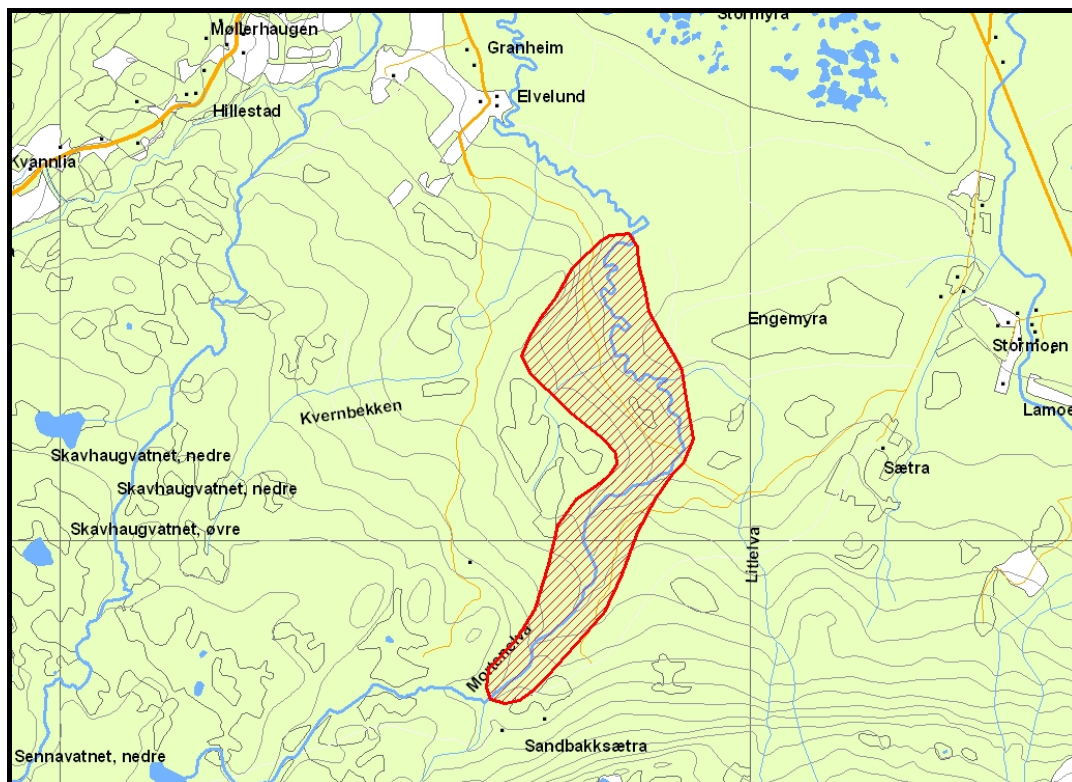 Stormyra
Møllerhaugen
Granheim
Elvelund
Hillestad
Kvannlia
Engemyra
Stormoen
Kvernbekken
Lamoe
Skavhaugvatnet, nedre
Sætra
Skavhaugvatnet, nedre
Skavhaugvatnet, øvre
Litlelva
Mortenelva
Sandbakksætra
Sennavatnet, nedre